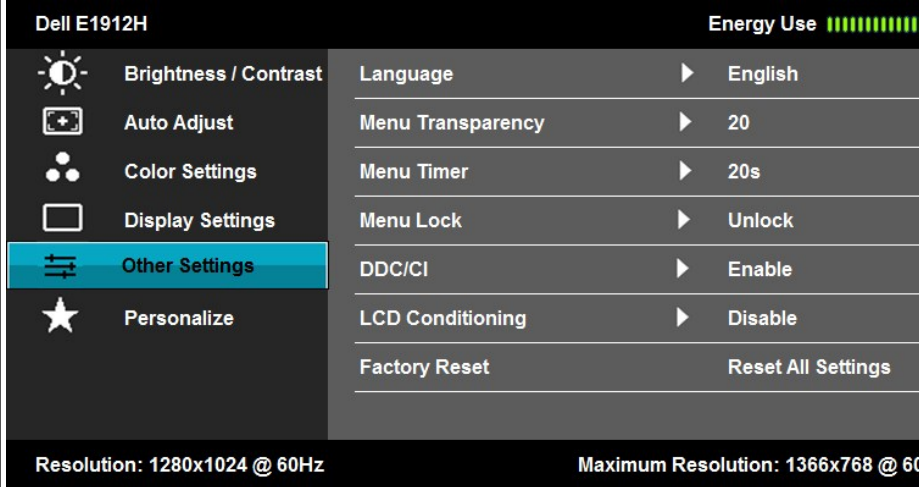 Dell E1912H Energy Use
Brightness / Contrast Language English
Auto Adjust Menu Transparency 20
Color Settings Menu Timer 20s
Display Settings Menu Lock Unlock
Other Settings DDC/CI Enable
Personalize LCD Conditioning Disable
Factory Reset Reset All Settings
Resolution: 1280x1024 @ 60Hz Maximum Resolution: 1366x768 @ 60